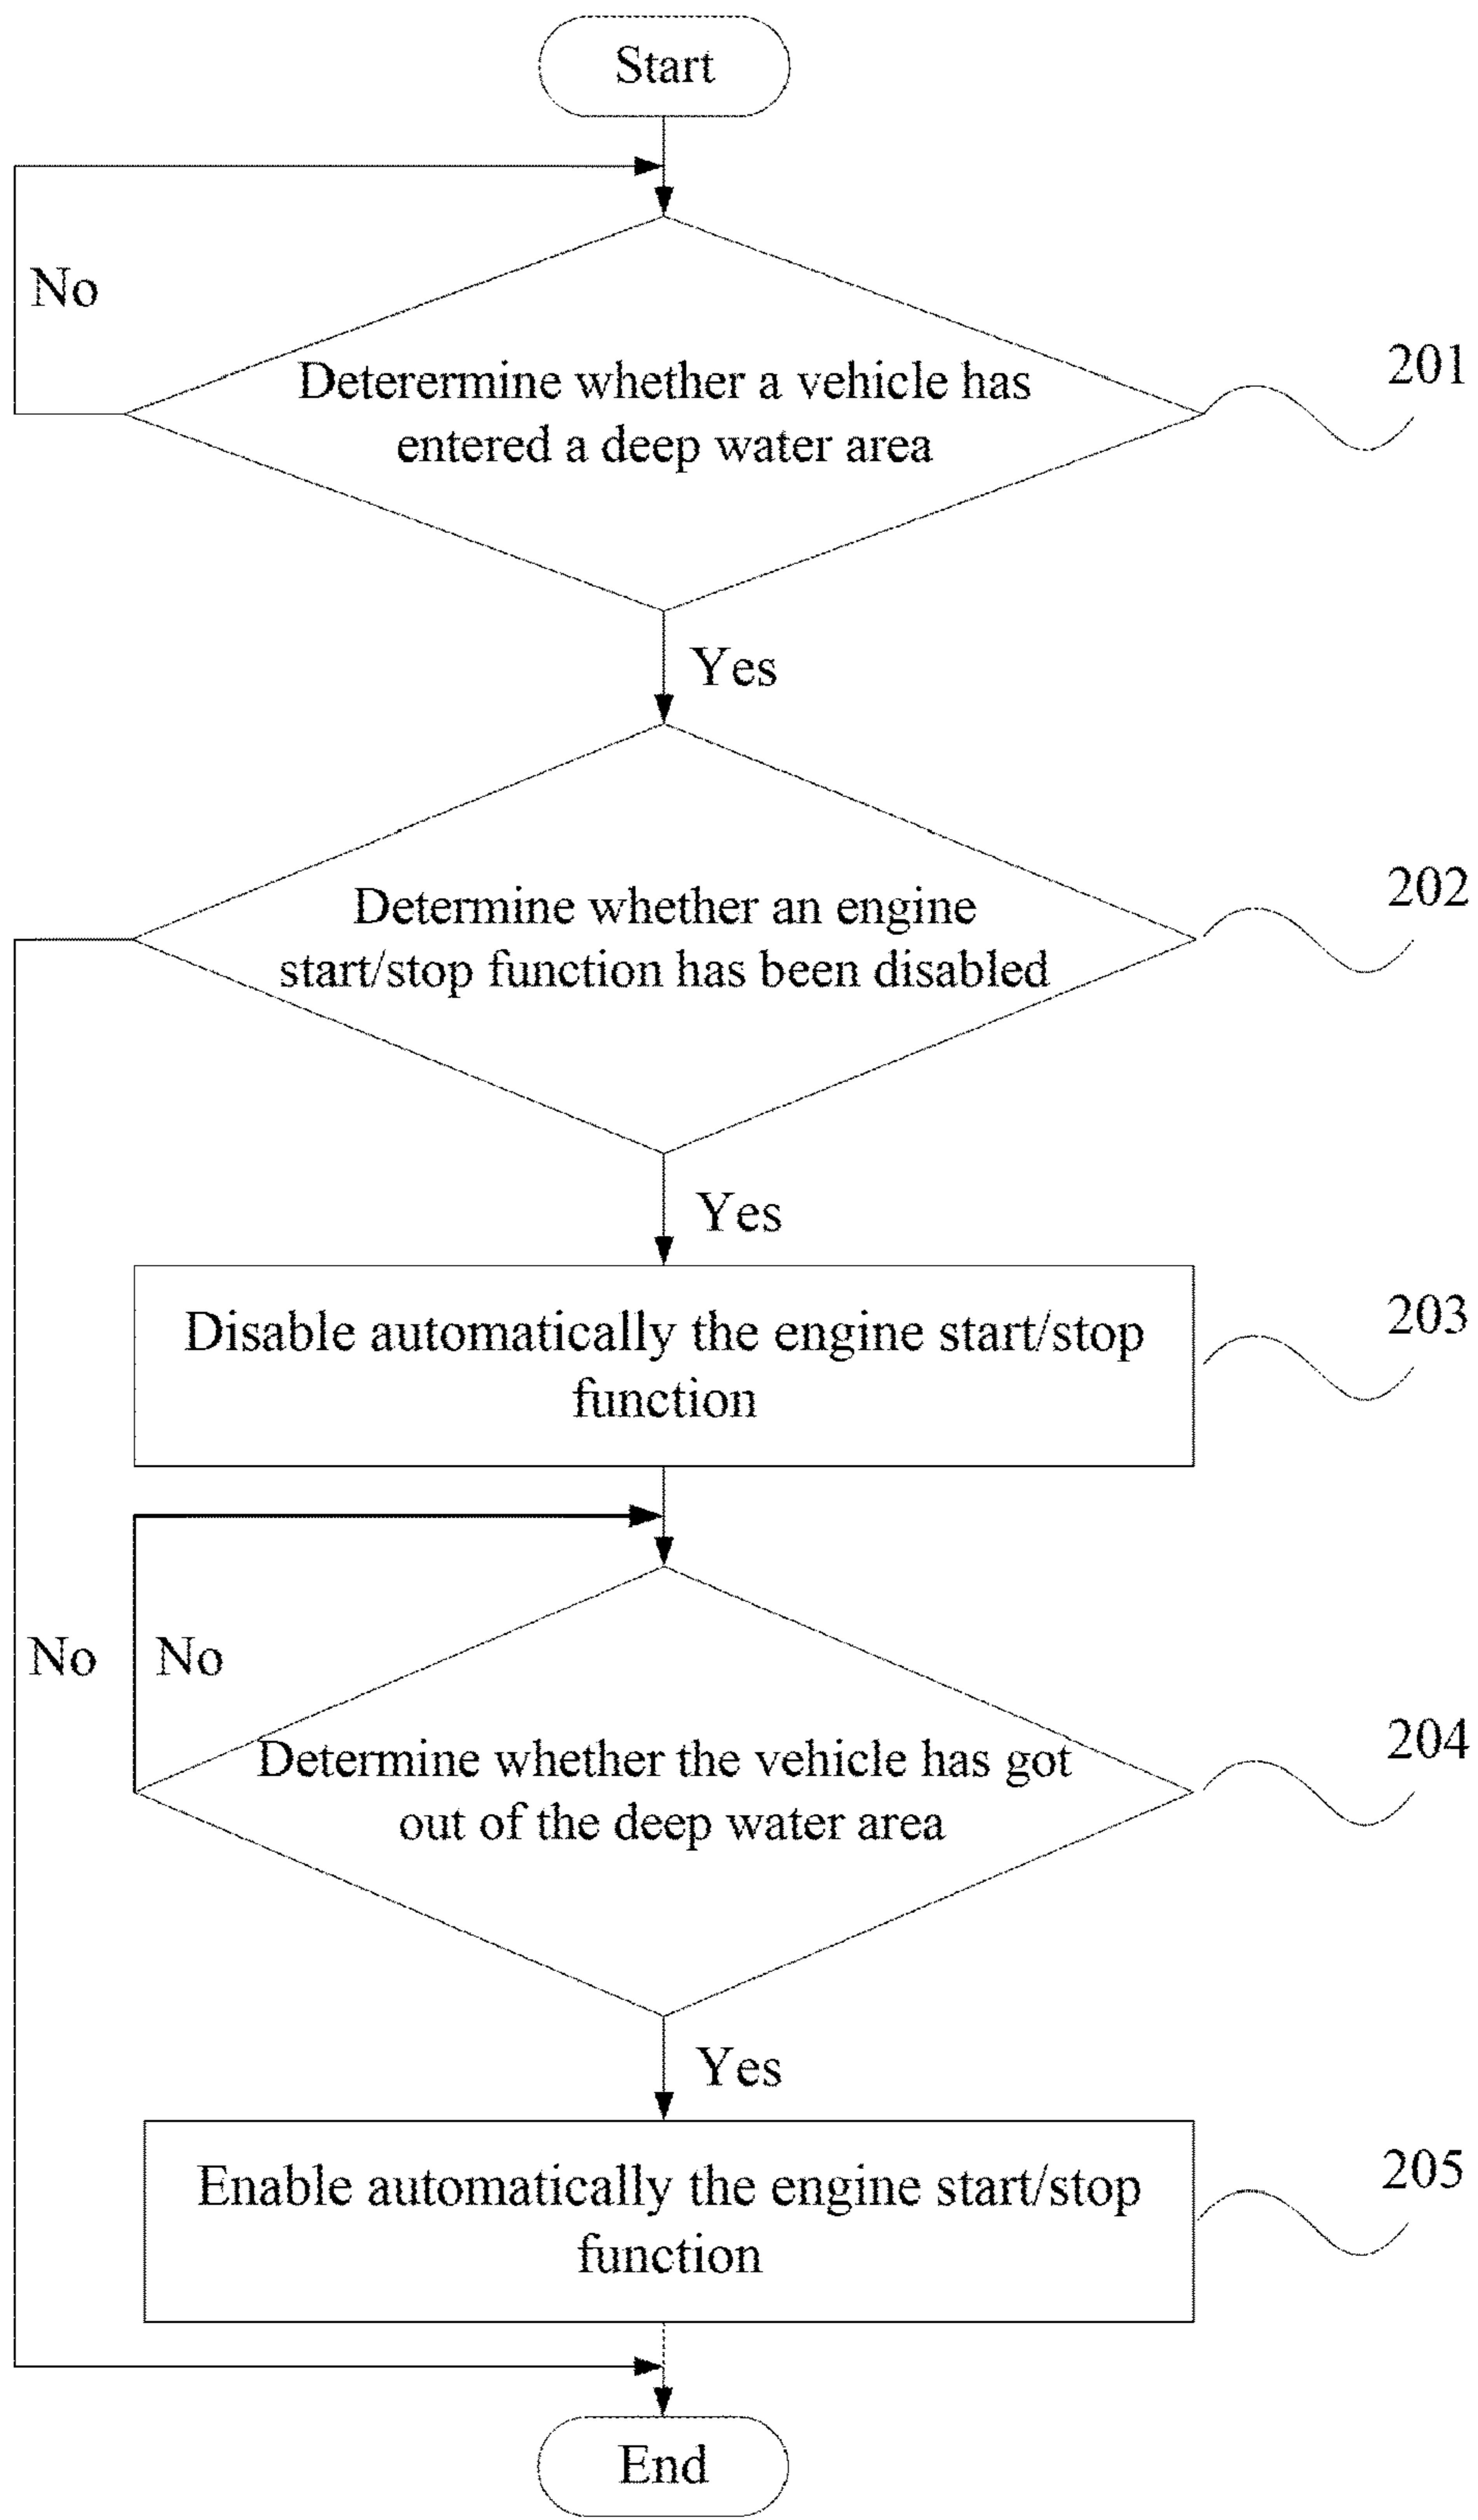 Start
No
Deterermine whether a vehicle has
entered a deep water area
201
Yes
Determine whether an engine
start/stop function has been disabled
202
Yes
Disable automatically the engine start/stop
function
203
No
No
Determine whether the vehicle has got
out of the deep water area
204
Yes
Enable automatically the engine start/stop
function
205
End